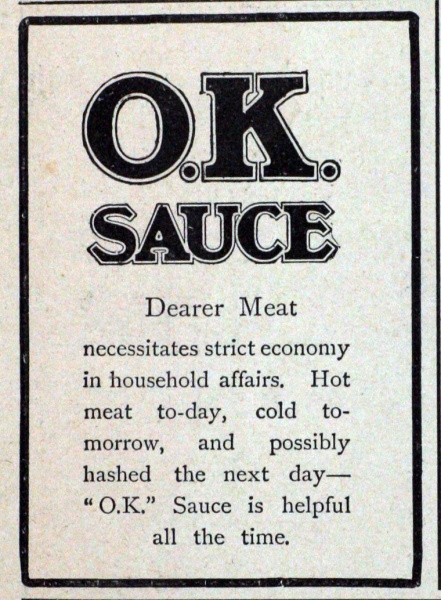 O.K.
SAUCE
Dearer Meat
necessitates strict economy
in household affairs. Hot
meat to-day, cold to-
morrow, and possibly
hashed the next day—
"O.K." Sauce is helpful
all the time.